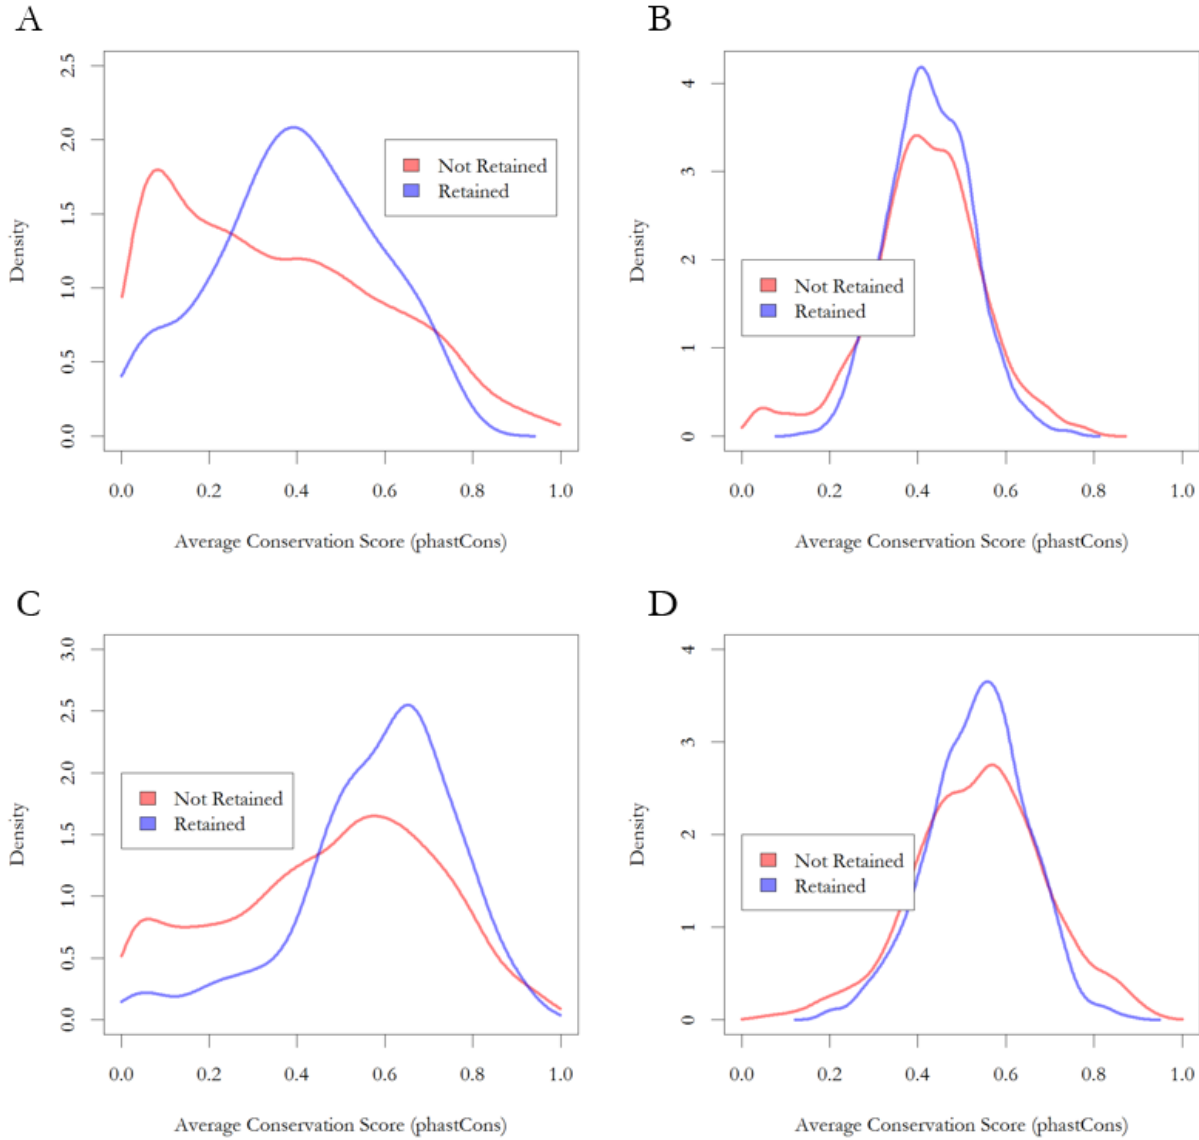 A
2.5
2.0
1.5
1.0
0.5
0.0
Density
Not Retained
Retained
0.0 0.2 0.4 0.6 0.8 1.0
Average Conservation Score (phastCons)
B
4
3
2
1
0
Density
Not Retained
Retained
0.0 0.2 0.4 0.6 0.8 1.0
Average Conservation Score (phastCons)
C
3.0
2.5
2.0
1.5
1.0
0.5
0.0
Density
Not Retained
Retained
0.0 0.2 0.4 0.6 0.8 1.0
Average Conservation Score (phastCons)
D
4
3
2
1
0
Density
Not Retained
Retained
0.0 0.2 0.4 0.6 0.8 1.0
Average Conservation Score (phastCons)